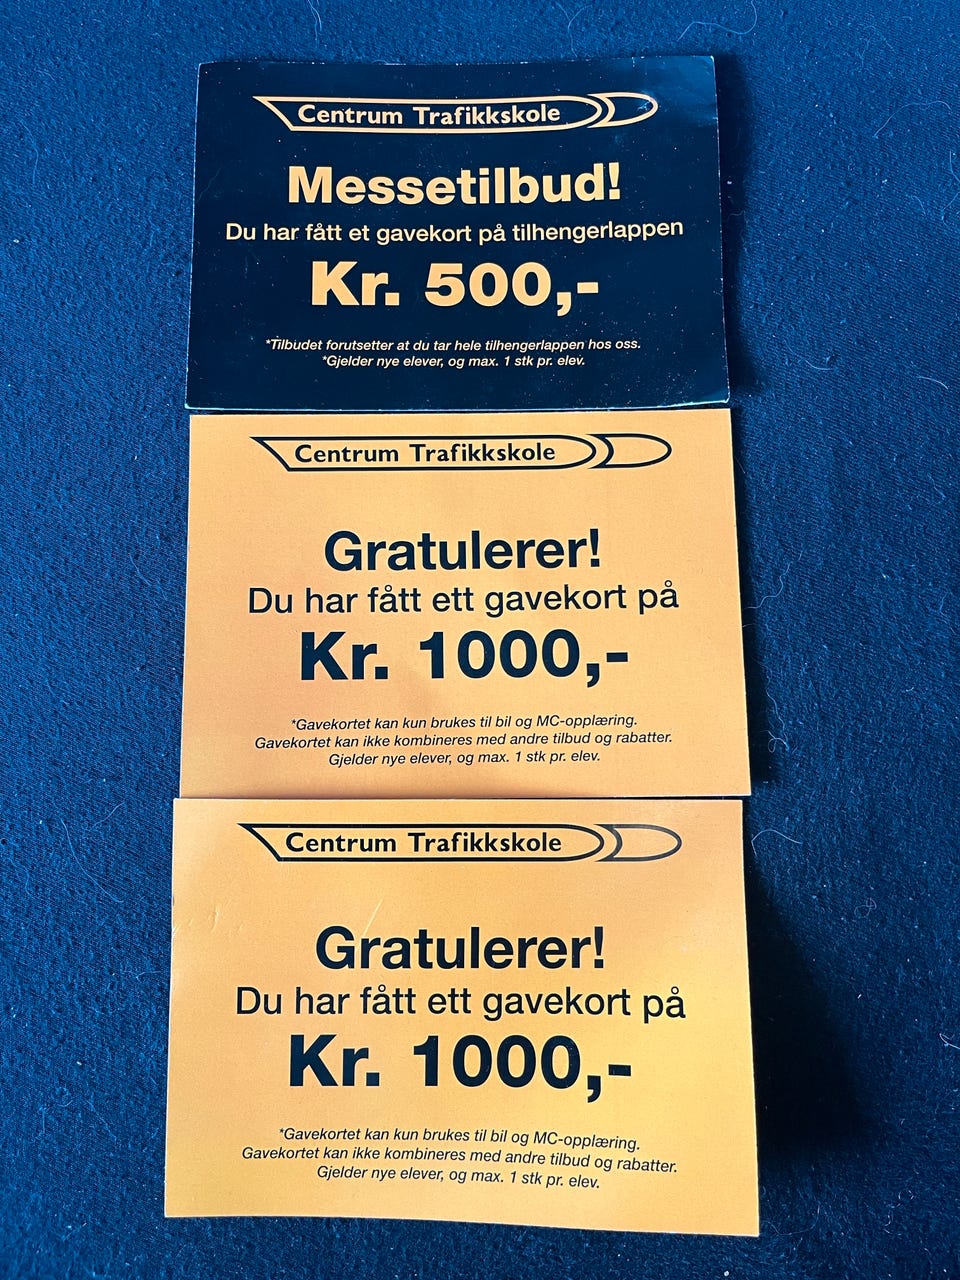 Centrum Trafikkskole
Messetilbud!
Du har fått et gavekort på tilhengerlappen
Kr. 500,-
*Tilbudet forutsetter at du tar hele tilhengerlappen hos oss.
*Gjelder nye elever, og max. 1 stk pr. elev.
Centrum Trafikkskole
Gratulerer!
Du har fått ett gavekort på
Kr. 1000,-
*Gavekortet kan kun brukes til bil og MC-opplæring.
Gavekortet kan ikke kombineres med andre tilbud og rabatter.
Gjelder nye elever, og max. 1 stk pr. elev.
Centrum Trafikkskole
Gratulerer!
Du har fått ett gavekort på
Kr. 1000,-
*Gavekortet kan kun brukes til bil og MC-opplæring.
Gavekortet kan ikke kombineres med andre tilbud og rabatter.
Gjelder nye elever, og max. 1 stk pr. elev.